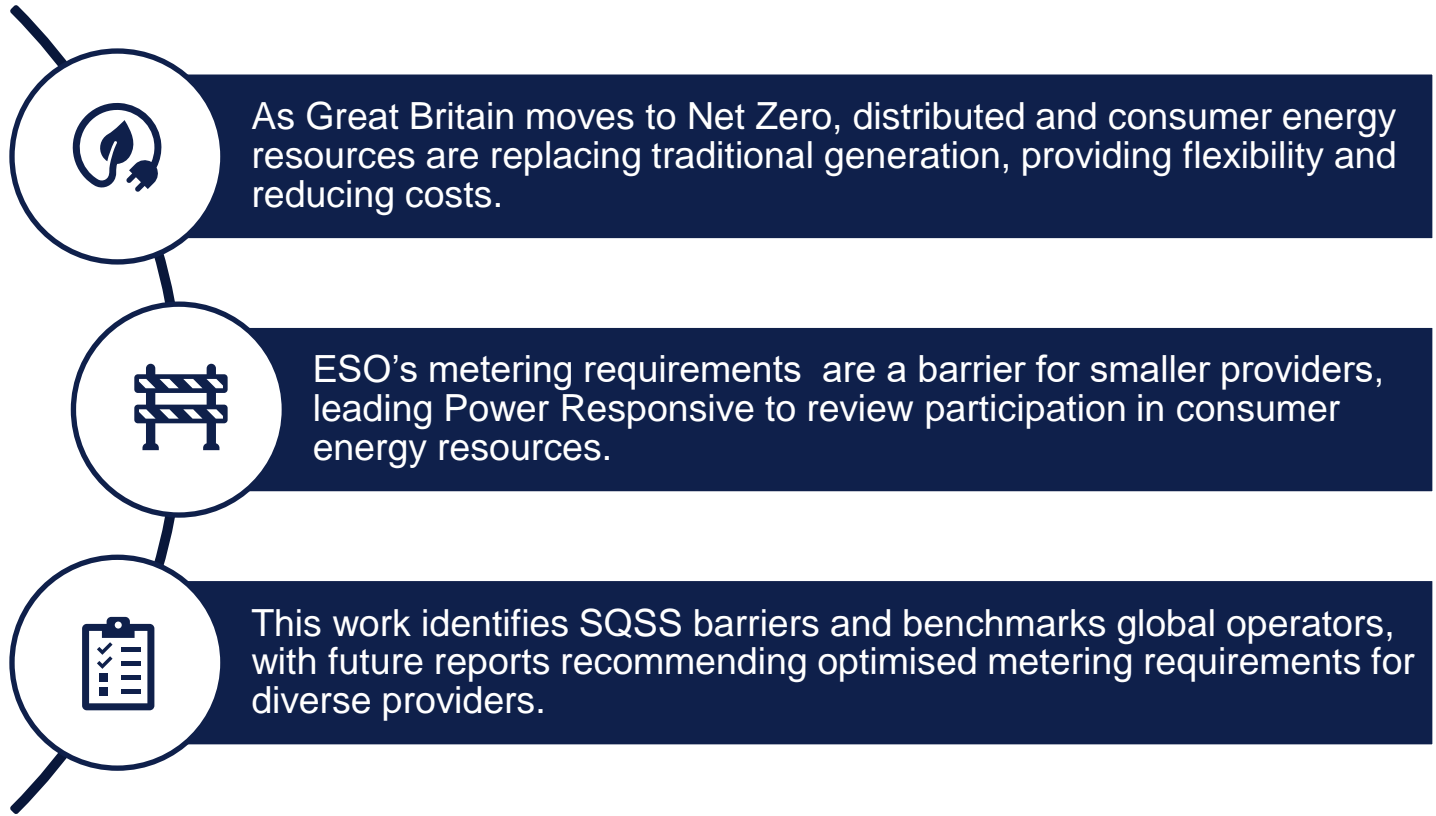 As Great Britain moves to Net Zero, distributed and consumer energy
resources are replacing traditional generation, providing flexibility and
reducing costs.
ESO’s metering requirements  are a barrier for smaller providers,
leading Power Responsive to review participation in consumer
energy resources.
This work identifies SQSS barriers and benchmarks global operators,
with future reports recommending optimised metering requirements for
diverse providers.